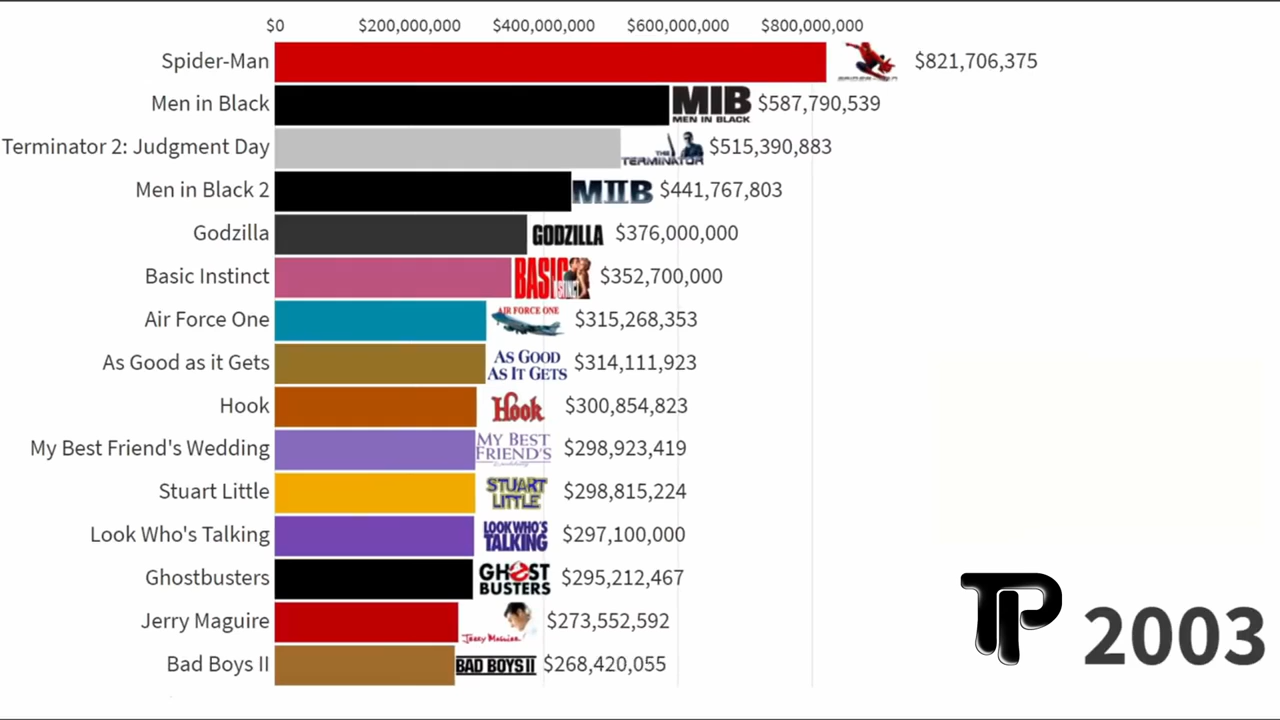 $0 $200,000,000 $400,000,000 $600,000,000 $800,000,000
Spider-Man SPIDER-MAN $821,706,375
Men in Black MIB MEN IN BLACK $587,790,539
Terminator 2: Judgment Day THE TERMINATOR $515,390,883
Men in Black 2 MIIB $441,767,803
Godzilla GODZILLA $376,000,000
Basic Instinct BASIC INSTINCT $352,700,000
Air Force One AIR FORCE ONE $315,268,353
As Good as it Gets AS GOOD AS IT GETS $314,111,923
Hook Hook $300,854,823
My Best Friend's Wedding MY BEST FRIEND'S $298,923,419
Stuart Little STUART LITTLE $298,815,224
Look Who's Talking LOOK WHO'S TALKING $297,100,000
Ghostbusters GHOSTBUSTERS $295,212,467
Jerry Maguire Jerry Maguire $273,552,592
Bad Boys II BAD BOYS II $268,420,055
TP 2003